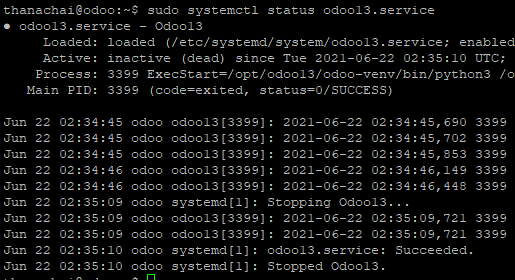 thanachai@odoo:~$ sudo systemctl status odoo13.service
● odoo13.service - Odoo13
Loaded: loaded (/etc/systemd/system/odoo13.service; enabled
Active: inactive (dead) since Tue 2021-06-22 02:35:10 UTC;
Process: 3399 ExecStart=/opt/odoo13/odoo-venv/bin/python3 /o
Main PID: 3399 (code=exited, status=0/SUCCESS)
Jun 22 02:34:45 odoo odoo13[3399]: 2021-06-22 02:34:45,690 3399
Jun 22 02:34:45 odoo odoo13[3399]: 2021-06-22 02:34:45,702 3399
Jun 22 02:34:45 odoo odoo13[3399]: 2021-06-22 02:34:45,853 3399
Jun 22 02:34:46 odoo odoo13[3399]: 2021-06-22 02:34:46,149 3399
Jun 22 02:34:46 odoo odoo13[3399]: 2021-06-22 02:34:46,448 3399
Jun 22 02:35:09 odoo systemd[1]: Stopping Odoo13...
Jun 22 02:35:09 odoo odoo13[3399]: 2021-06-22 02:35:09,721 3399
Jun 22 02:35:09 odoo odoo13[3399]: 2021-06-22 02:35:09,721 3399
Jun 22 02:35:10 odoo systemd[1]: odoo13.service: Succeeded.
Jun 22 02:35:10 odoo systemd[1]: Stopped Odoo13.